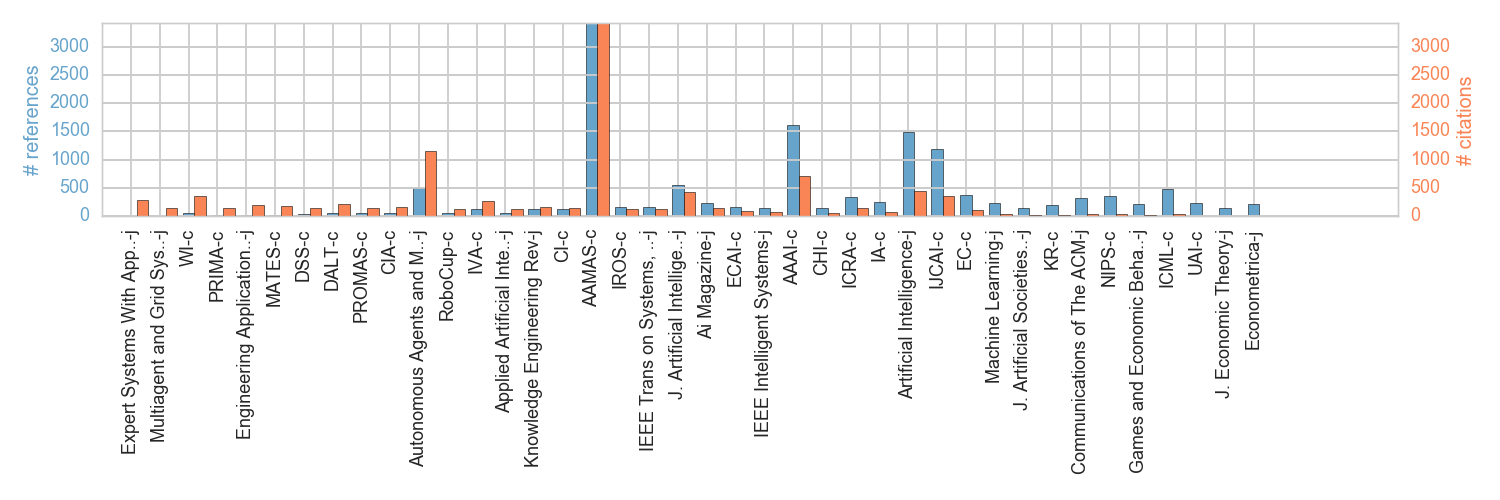 # references
3000
2500
2000
1500
1000
500
0
3000
2500
2000
1500
1000
500
0
# citations
Expert Systems With App..-j
Multiagent and Grid Sys..-j
WI-c
PRIMA-c
Engineering Application..-j
MATES-c
DSS-c
DALT-c
PROMAS-c
CIA-c
Autonomous Agents and M..-j
RoboCup-c
IVA-c
Applied Artificial Inte..-j
Knowledge Engineering Rev-j
CI-c
AAMAS-c
IROS-c
IEEE Trans on Systems, ..-j
J. Artificial Intellige..-j
Ai Magazine-j
ECAI-c
IEEE Intelligent Systems-j
AAAI-c
CHI-c
ICRA-c
IA-c
Artificial Intelligence-j
IJCAI-c
EC-c
Machine Learning-j
J. Artificial Societies..-j
KR-c
Communications of The ACM-j
NIPS-c
Games and Economic Beha..-j
ICML-c
UAI-c
J. Economic Theory-j
Econometrica-j